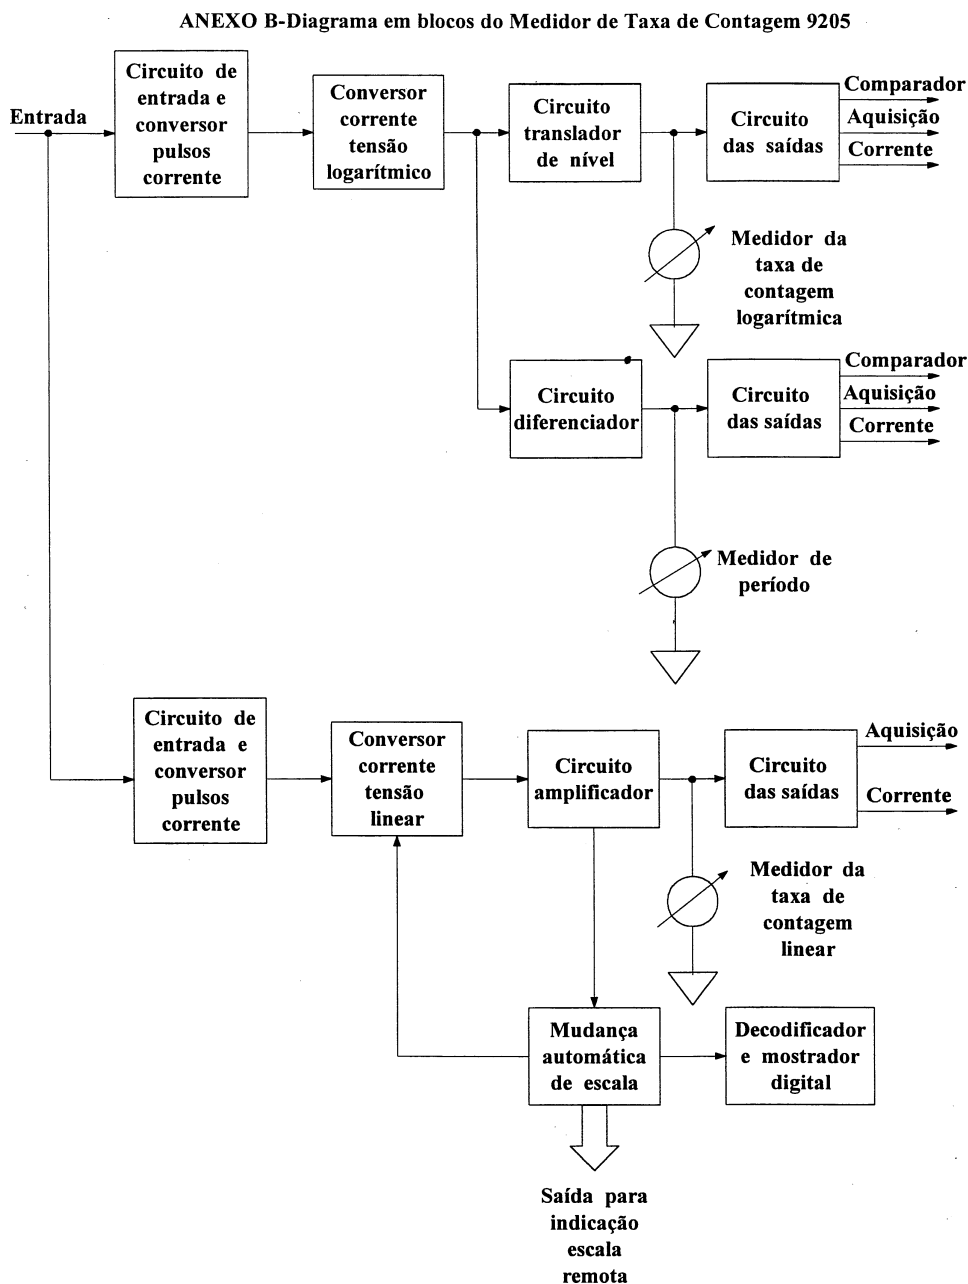 ANEXO B-Diagrama em blocos do Medidor de Taxa de Contagem 9205
Entrada
Circuito de
entrada e
conversor
pulsos
corrente
Conversor
corrente
tensão
logarítmico
Circuito
translador
de nível
Circuito
das saídas
Comparador
Aquisição
Corrente
Medidor da
taxa de
contagem
logarítmica
Circuito
diferenciador
Circuito
das saídas
Comparador
Aquisição
Corrente
Medidor de
período
Circuito de
entrada e
conversor
pulsos
corrente
Conversor
corrente
tensão
linear
Circuito
amplificador
Circuito
das saídas
Aquisição
Corrente
Medidor da
taxa de
contagem
linear
Mudança
automática
de escala
Decodificador
e mostrador
digital
Saída para
indicação
escala
remota